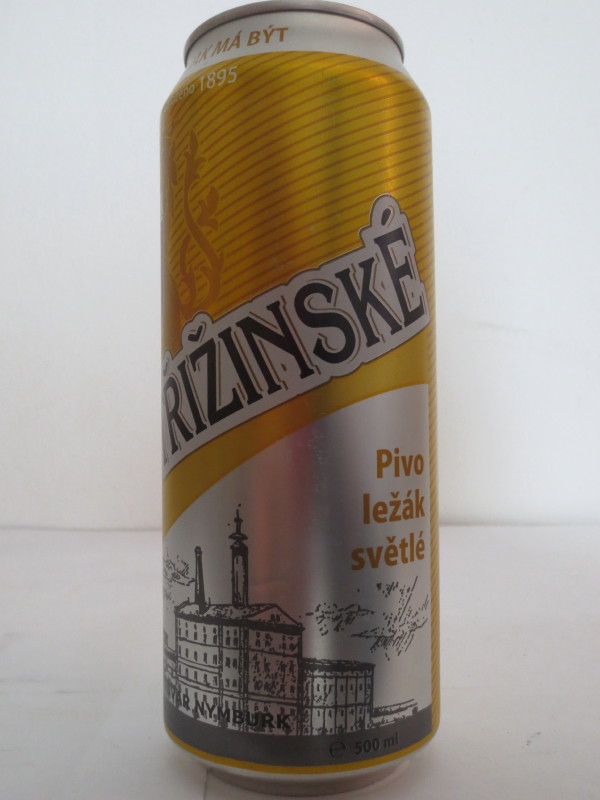 MÁ BÝT
1895
ŘIŽINSKÉ
Pivo
ležák
světlé
NYMBURK
℮ 500 ml